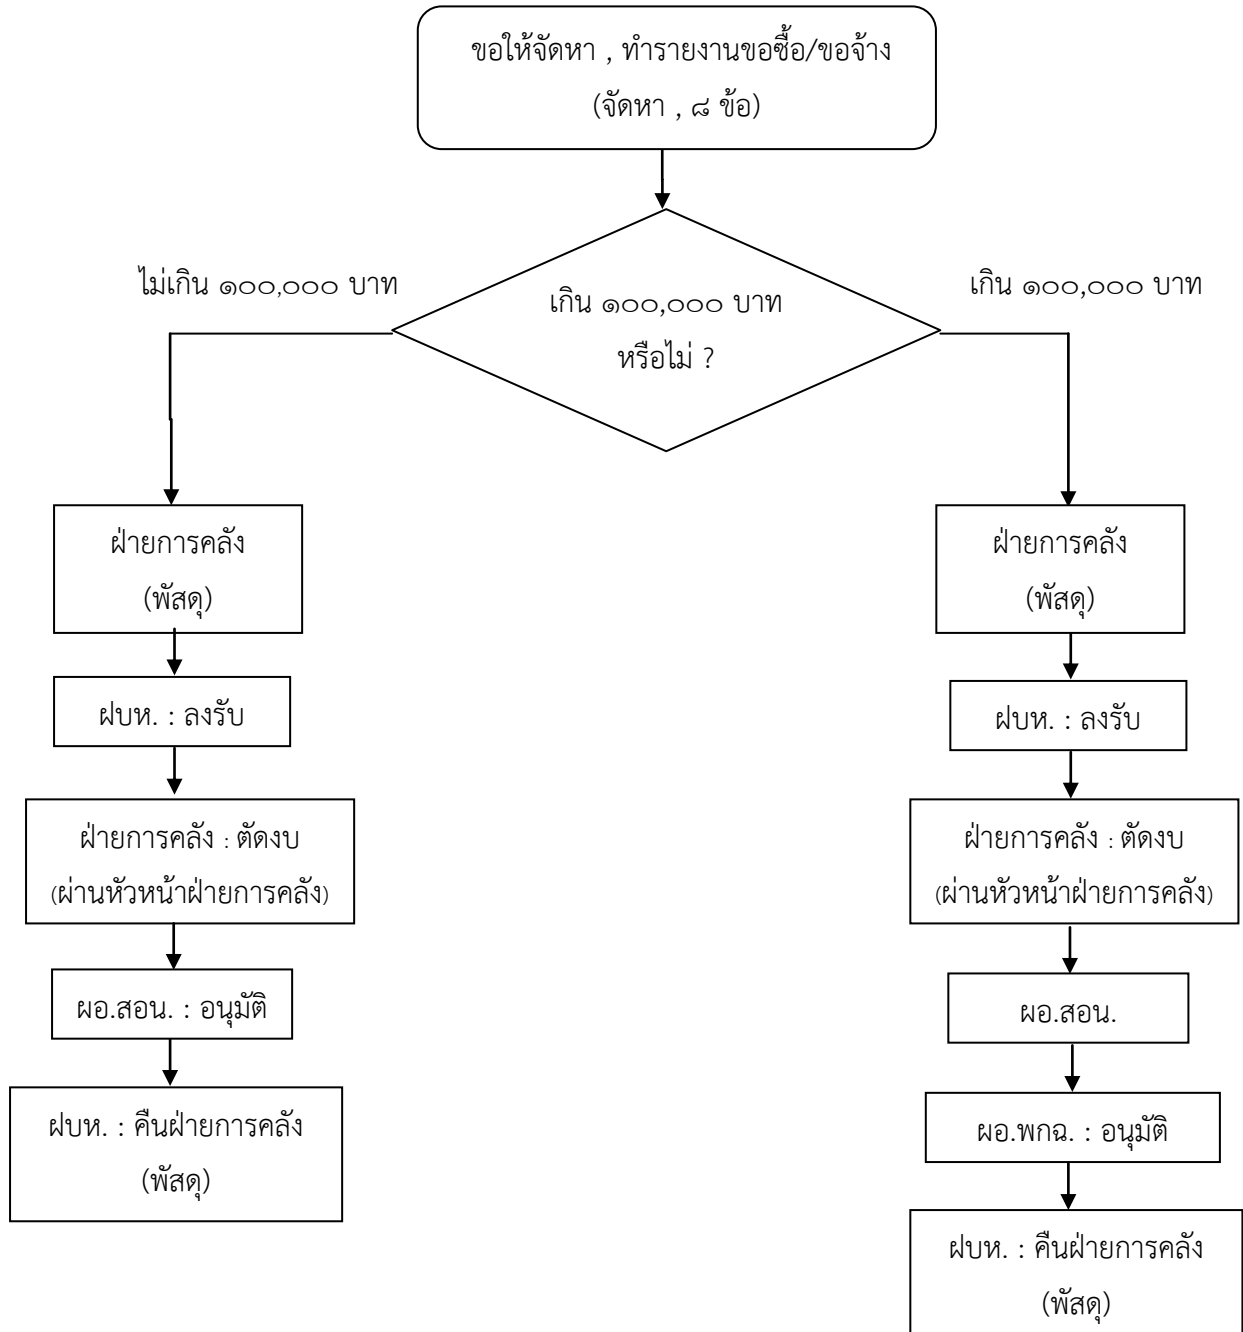 ขอให้จัดหา , ทำรายงานขอซื้อ/ขอจ้าง
(จัดหา , ๘ ข้อ)
ไม่เกิน ๑๐๐,๐๐๐ บาท
เกิน ๑๐๐,๐๐๐ บาท
หรือไม่ ?
เกิน ๑๐๐,๐๐๐ บาท
ฝ่ายการคลัง
(พัสดุ)
ฝบห. : ลงรับ
ฝ่ายการคลัง : ตัดงบ
(ผ่านหัวหน้าฝ่ายการคลัง)
ผอ.สอน. : อนุมัติ
ฝบห. : คืนฝ่ายการคลัง
(พัสดุ)
ฝ่ายการคลัง
(พัสดุ)
ฝบห. : ลงรับ
ฝ่ายการคลัง : ตัดงบ
(ผ่านหัวหน้าฝ่ายการคลัง)
ผอ.สอน.
ผอ.พกฉ. : อนุมัติ
ฝบห. : คืนฝ่ายการคลัง
(พัสดุ)